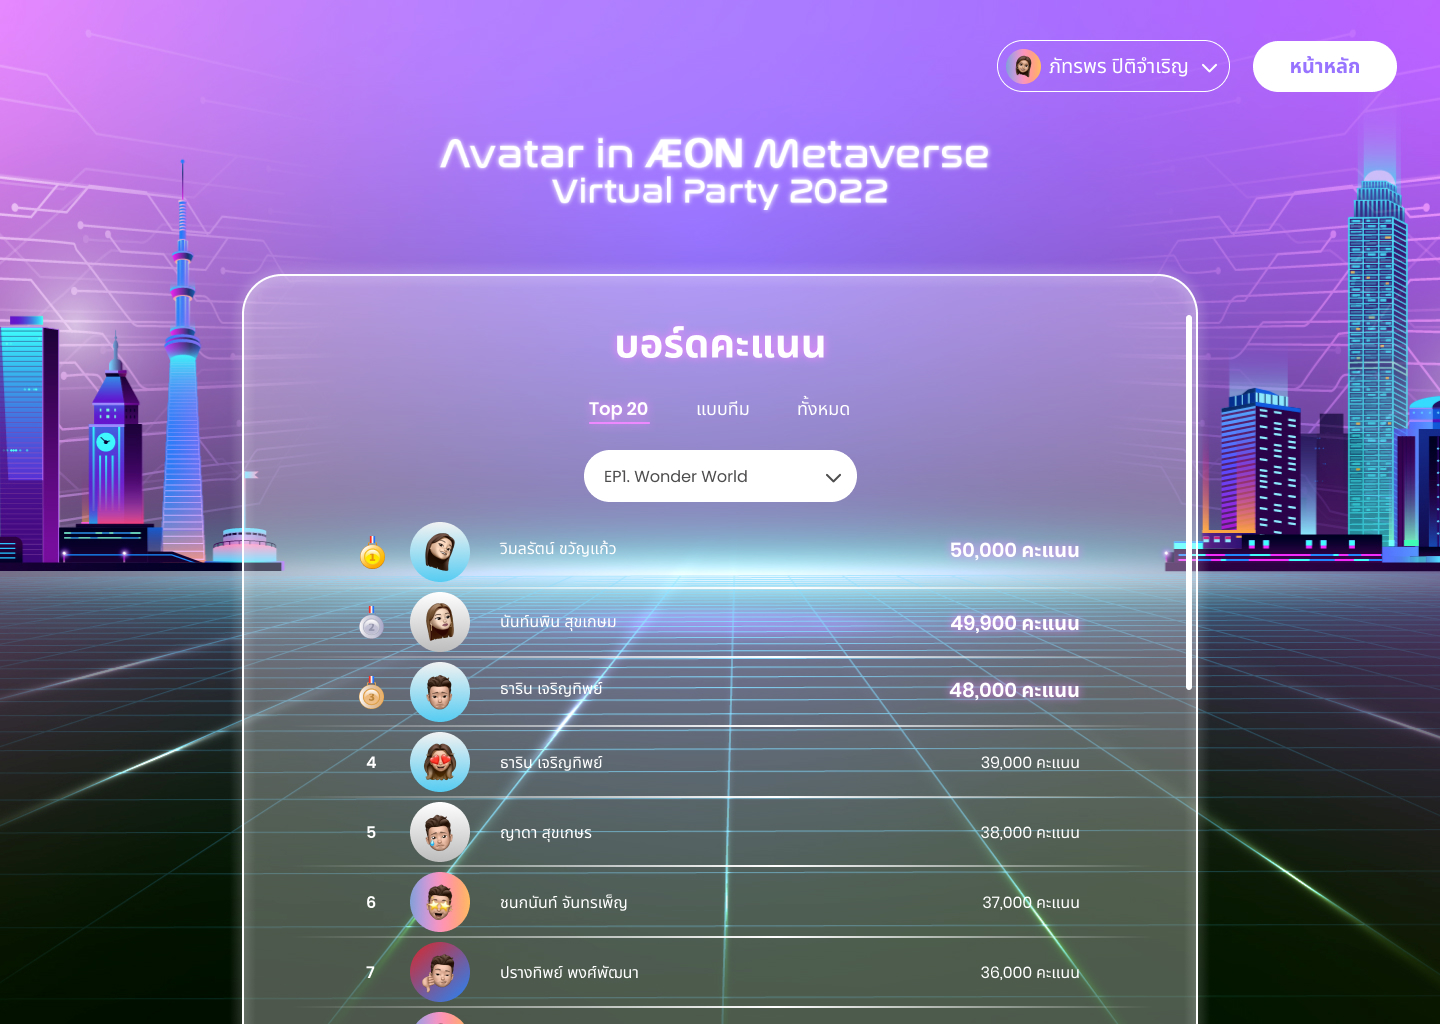 ภัทรพร ปิติจำเริญ
หน้าหลัก
Avatar in ÆON Metaverse
Virtual Party 2022
บอร์ดคะแนน
Top 20 แบบทีม ทั้งหมด
EP1. Wonder World
1 วิมลรัตน์ ขวัญแก้ว 50,000 คะแนน
2 นันท์นพิน สุขเกษม 49,900 คะแนน
3 ธาริน เจริญทิพย์ 48,000 คะแนน
4 ธาริน เจริญทิพย์ 39,000 คะแนน
5 ญาดา สุขเกษร 38,000 คะแนน
6 ชนกนันท์ จันทรเพ็ญ 37,000 คะแนน
7 ปรางทิพย์ พงศ์พัฒนา 36,000 คะแนน